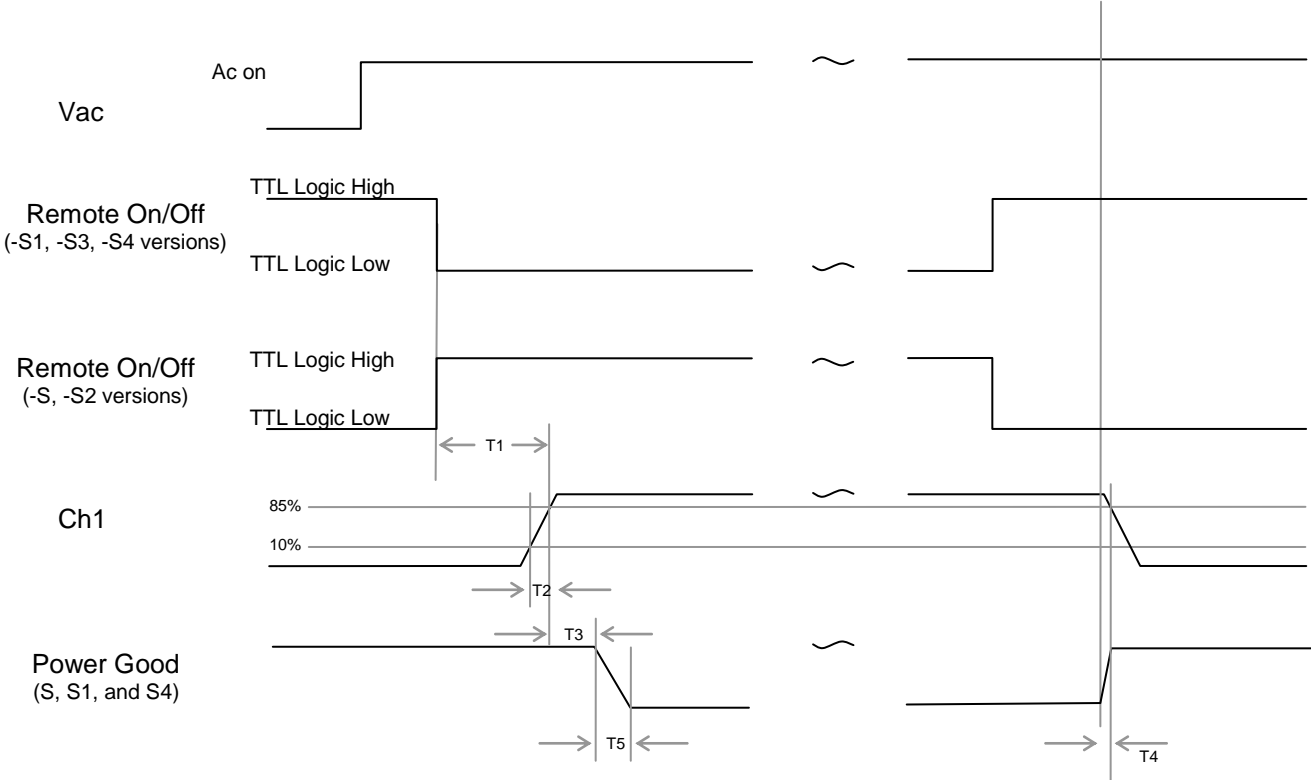 Ac on
Vac
TTL Logic High
Remote On/Off
(-S1, -S3, -S4 versions)
TTL Logic Low
Remote On/Off
(-S, -S2 versions)
TTL Logic High
TTL Logic Low
T1
Ch1
85%
10%
T2
T3
Power Good
(S, S1, and S4)
T5
T4